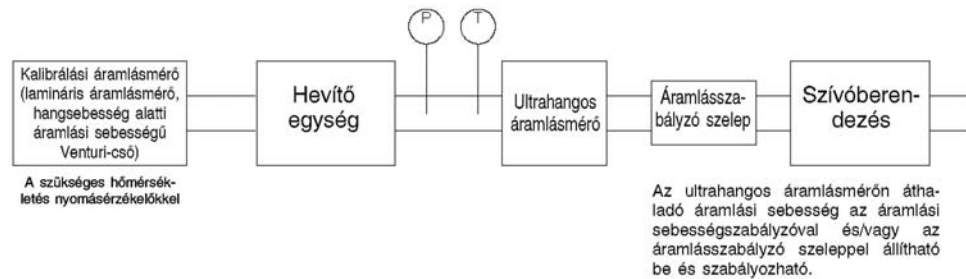 P
T
Kalibrálási áramlásmérő
(lamináris áramlásmérő,
hangsebesség alatti
áramlási sebességű
Venturi-cső)
A szükséges hőmérsék-
letés nyomásérzékelőkkel
Hevítő
egység
Ultrahangos
áramlásmérő
Áramlássza-
bályzó szelep
Szívóberen-
dezés
Az ultrahangos áramlásmérőn átha-
ladó áramlási sebesség az áramlási
sebességszabályzóval és/vagy az
áramlásszabályzó szeleppel állítható
be és szabályozható.